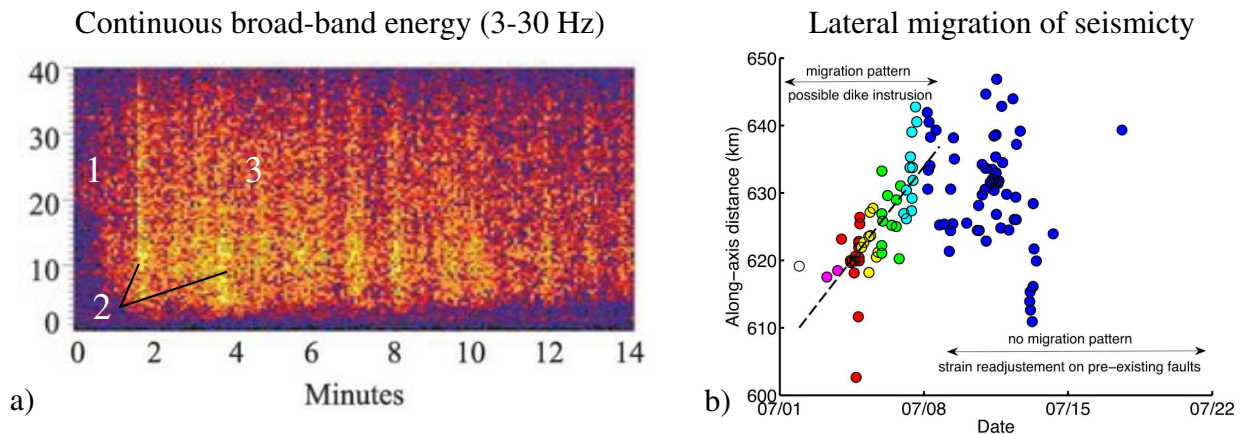 Continuous broad-band energy (3-30 Hz)
40
30
20
10
0
1
2
3
0 2 4 6 8 10 12 14
Minutes
a)
Lateral migration of seismicty
650
640
630
620
610
600
Along-axis distance (km)
migration pattern
possible dike instrusion
no migration pattern
strain readjustement on pre-existing faults
07/01 07/08 07/15 07/22
Date
b)